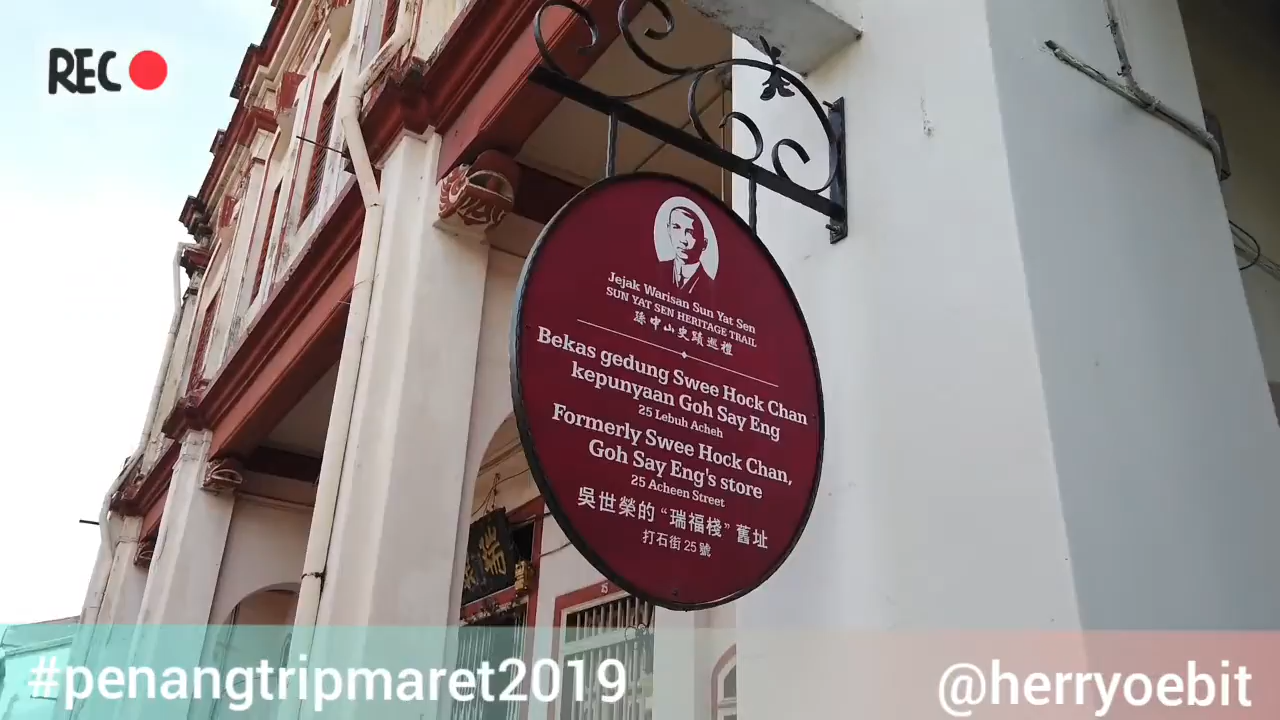 REC
Jejak Warisan Sun Yat Sen
SUN YAT SEN HERITAGE TRAIL
孫中山史蹟巡禮
Bekas gedung Swee Hock Chan
kepunyaan Goh Say Eng
25 Lebuh Acheh
Formerly Swee Hock Chan,
Goh Say Eng's store
25 Acheen Street
吳世榮的“瑞福棧”舊址
打石街 25 號
瑞
#penangtripmaret2019
@herryoebit